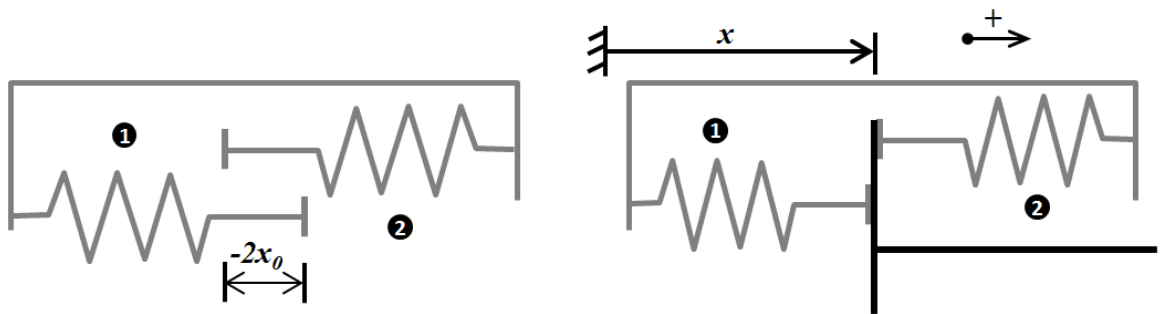 ❶
❷
-2x₀
x
+
❶
❷